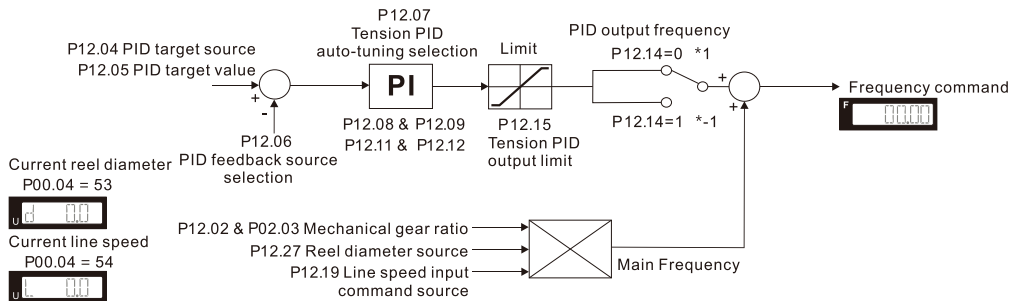 P12.07
Tension PID
auto-tuning selection
Limit
PID output frequency
P12.14=0 *1
P12.04 PID target source
P12.05 PID target value
+
-
PI
+
+
Frequency command
F 00.00
P12.14=1 *-1
P12.06
PID feedback source
selection
P12.08 & P12.09
P12.11 & P12.12
P12.15
Tension PID
output limit
Current reel diameter
P00.04 = 53
U d 0.0
Current line speed
P00.04 = 54
U L 0.0
P12.02 & P02.03 Mechanical gear ratio
P12.27 Reel diameter source
P12.19 Line speed input
command source
Main Frequency